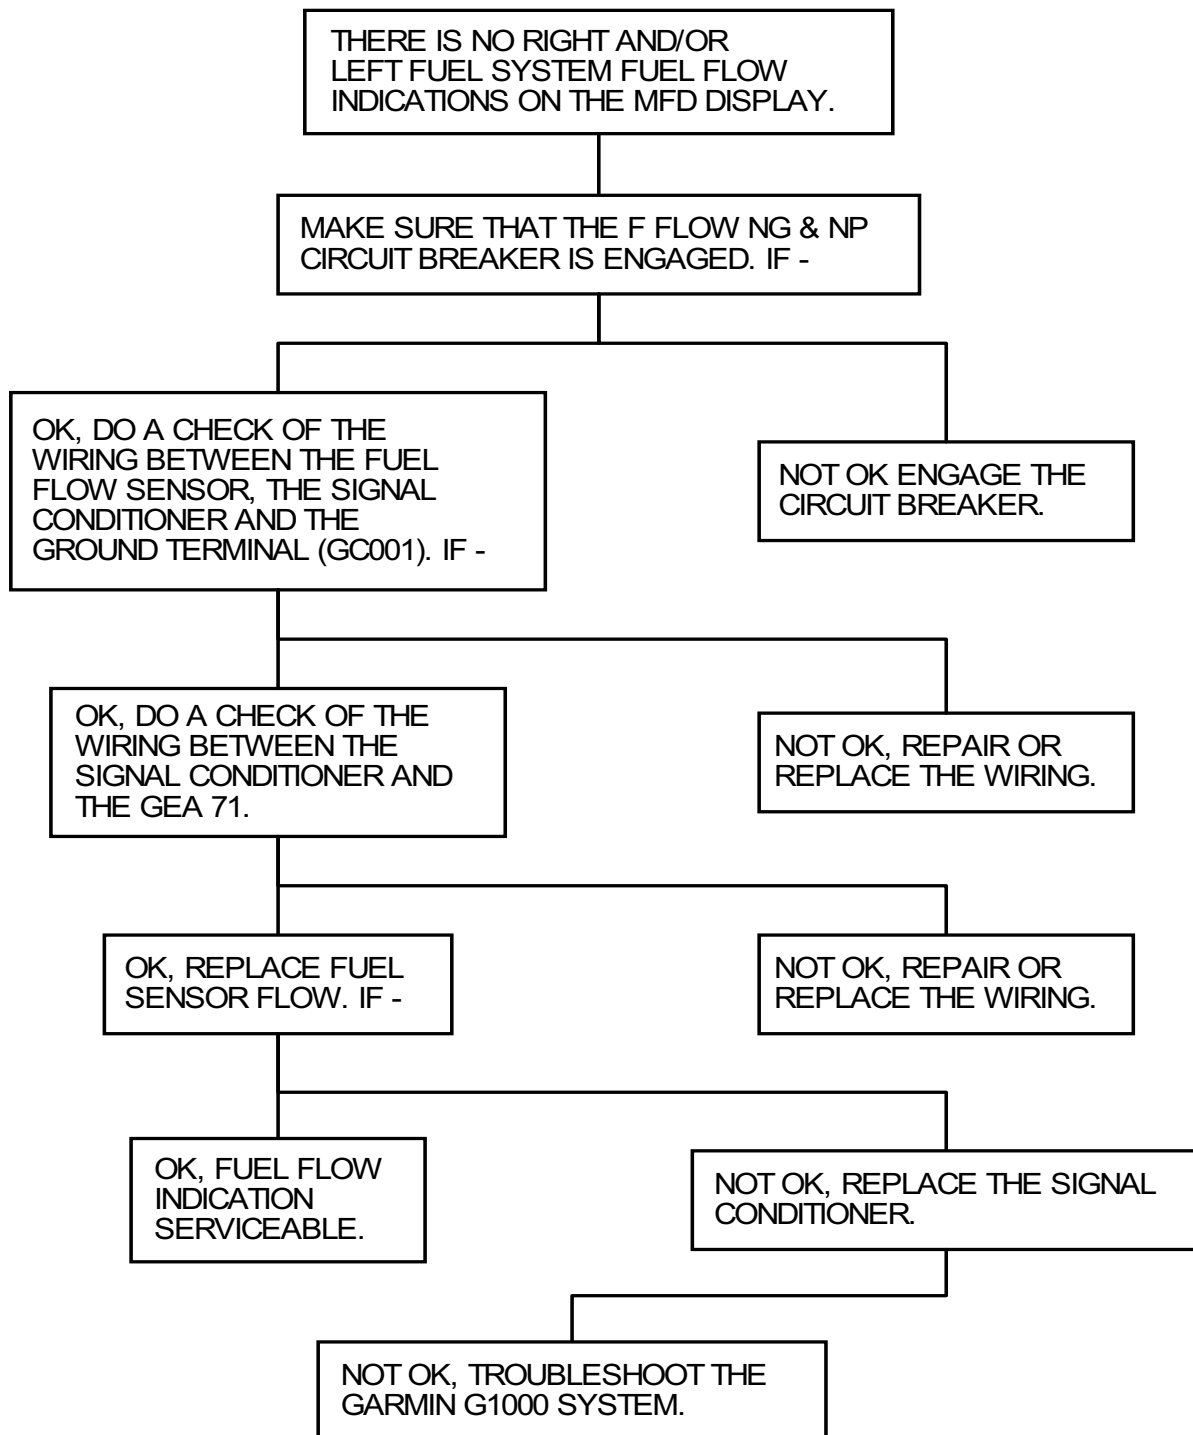 THERE IS NO RIGHT AND/OR
LEFT FUEL SYSTEM FUEL FLOW
INDICATIONS ON THE MFD DISPLAY.
MAKE SURE THAT THE F FLOW NG & NP
CIRCUIT BREAKER IS ENGAGED. IF -
OK, DO A CHECK OF THE
WIRING BETWEEN THE FUEL
FLOW SENSOR, THE SIGNAL
CONDITIONER AND THE
GROUND TERMINAL (GC001). IF -
NOT OK ENGAGE THE
CIRCUIT BREAKER.
OK, DO A CHECK OF THE
WIRING BETWEEN THE
SIGNAL CONDITIONER AND
THE GEA 71.
NOT OK, REPAIR OR
REPLACE THE WIRING.
OK, REPLACE FUEL
SENSOR FLOW. IF -
NOT OK, REPAIR OR
REPLACE THE WIRING.
OK, FUEL FLOW
INDICATION
SERVICEABLE.
NOT OK, REPLACE THE SIGNAL
CONDITIONER.
NOT OK, TROUBLESHOOT THE
GARMIN G1000 SYSTEM.